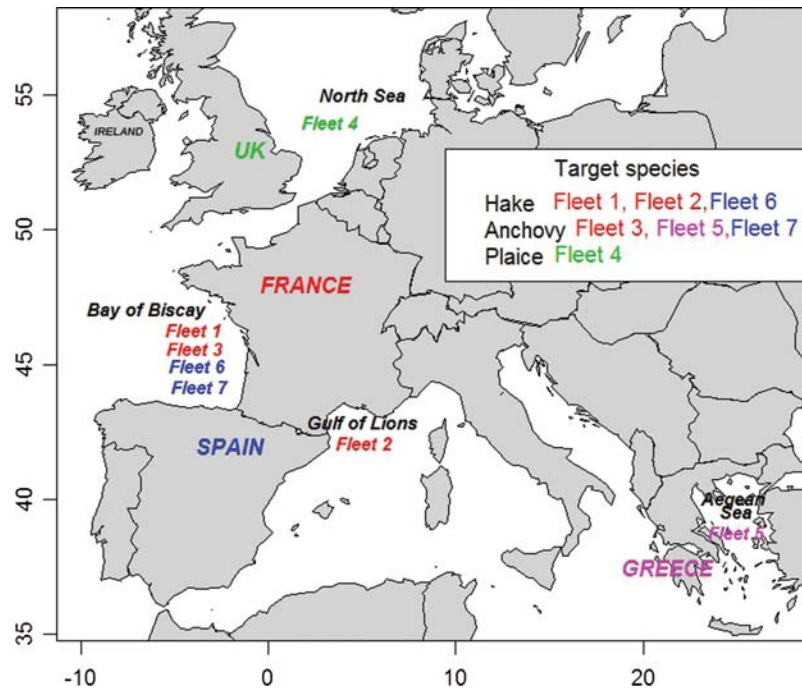 55
North Sea
Fleet 4
IRELAND
UK
Target species
Hake Fleet 1, Fleet 2,Fleet 6
Anchovy Fleet 3, Fleet 5,Fleet 7
Plaice Fleet 4
50
FRANCE
Bay of Biscay
Fleet 1
Fleet 3
Fleet 6
Fleet 7
45
Gulf of Lions
Fleet 2
SPAIN
40
Aegean
Sea
Fleet 5
GREECE
35
-10 0 10 20